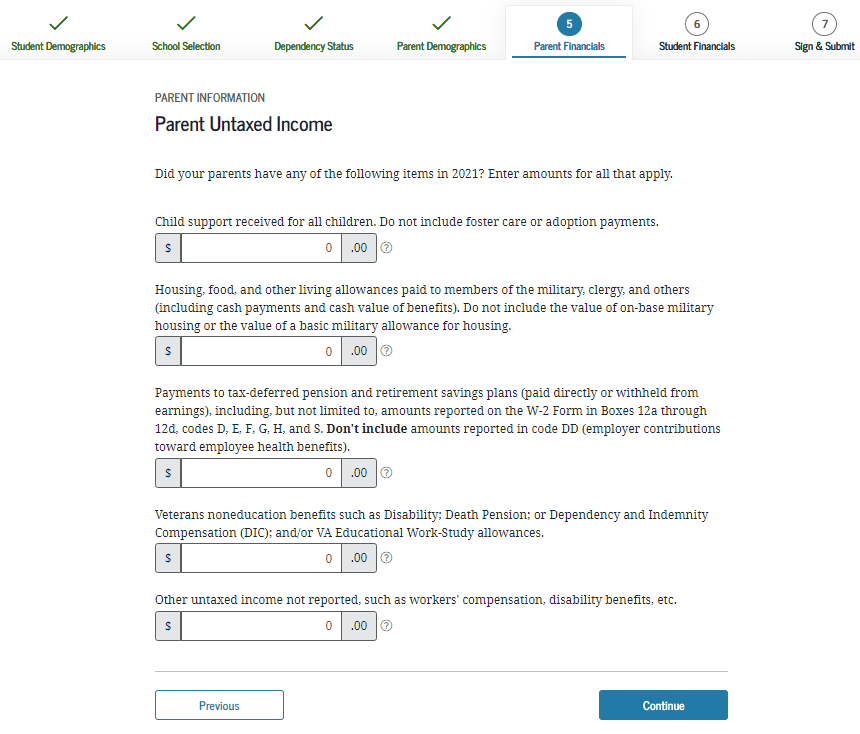 5 6 7
Student Demographics School Selection Dependency Status Parent Demographics Parent Financials Student Financials Sign & Submit
PARENT INFORMATION
Parent Untaxed Income
Did your parents have any of the following items in 2021? Enter amounts for all that apply.
Child support received for all children. Do not include foster care or adoption payments.
$ 0 .00 ?
Housing, food, and other living allowances paid to members of the military, clergy, and others
(including cash payments and cash value of benefits). Do not include the value of on-base military
housing or the value of a basic military allowance for housing.
$ 0 .00 ?
Payments to tax-deferred pension and retirement savings plans (paid directly or withheld from
earnings), including, but not limited to, amounts reported on the W-2 Form in Boxes 12a through
12d, codes D, E, F, G, H, and S. Don't include amounts reported in code DD (employer contributions
toward employee health benefits).
$ 0 .00 ?
Veterans noneducation benefits such as Disability; Death Pension; or Dependency and Indemnity
Compensation (DIC); and/or VA Educational Work-Study allowances.
$ 0 .00 ?
Other untaxed income not reported, such as workers' compensation, disability benefits, etc.
$ 0 .00 ?
Previous Continue